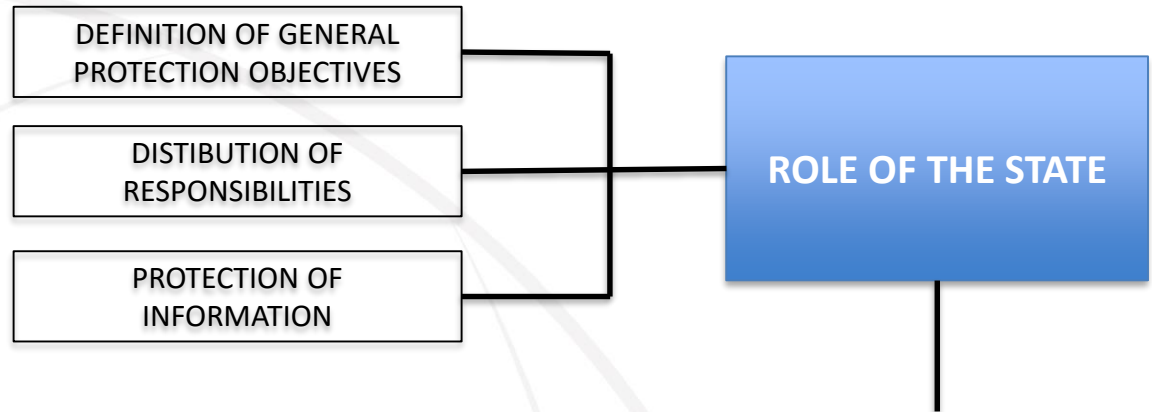 DEFINITION OF GENERAL
PROTECTION OBJECTIVES
DISTIBUTION OF
RESPONSIBILITIES
PROTECTION OF
INFORMATION
ROLE OF THE STATE